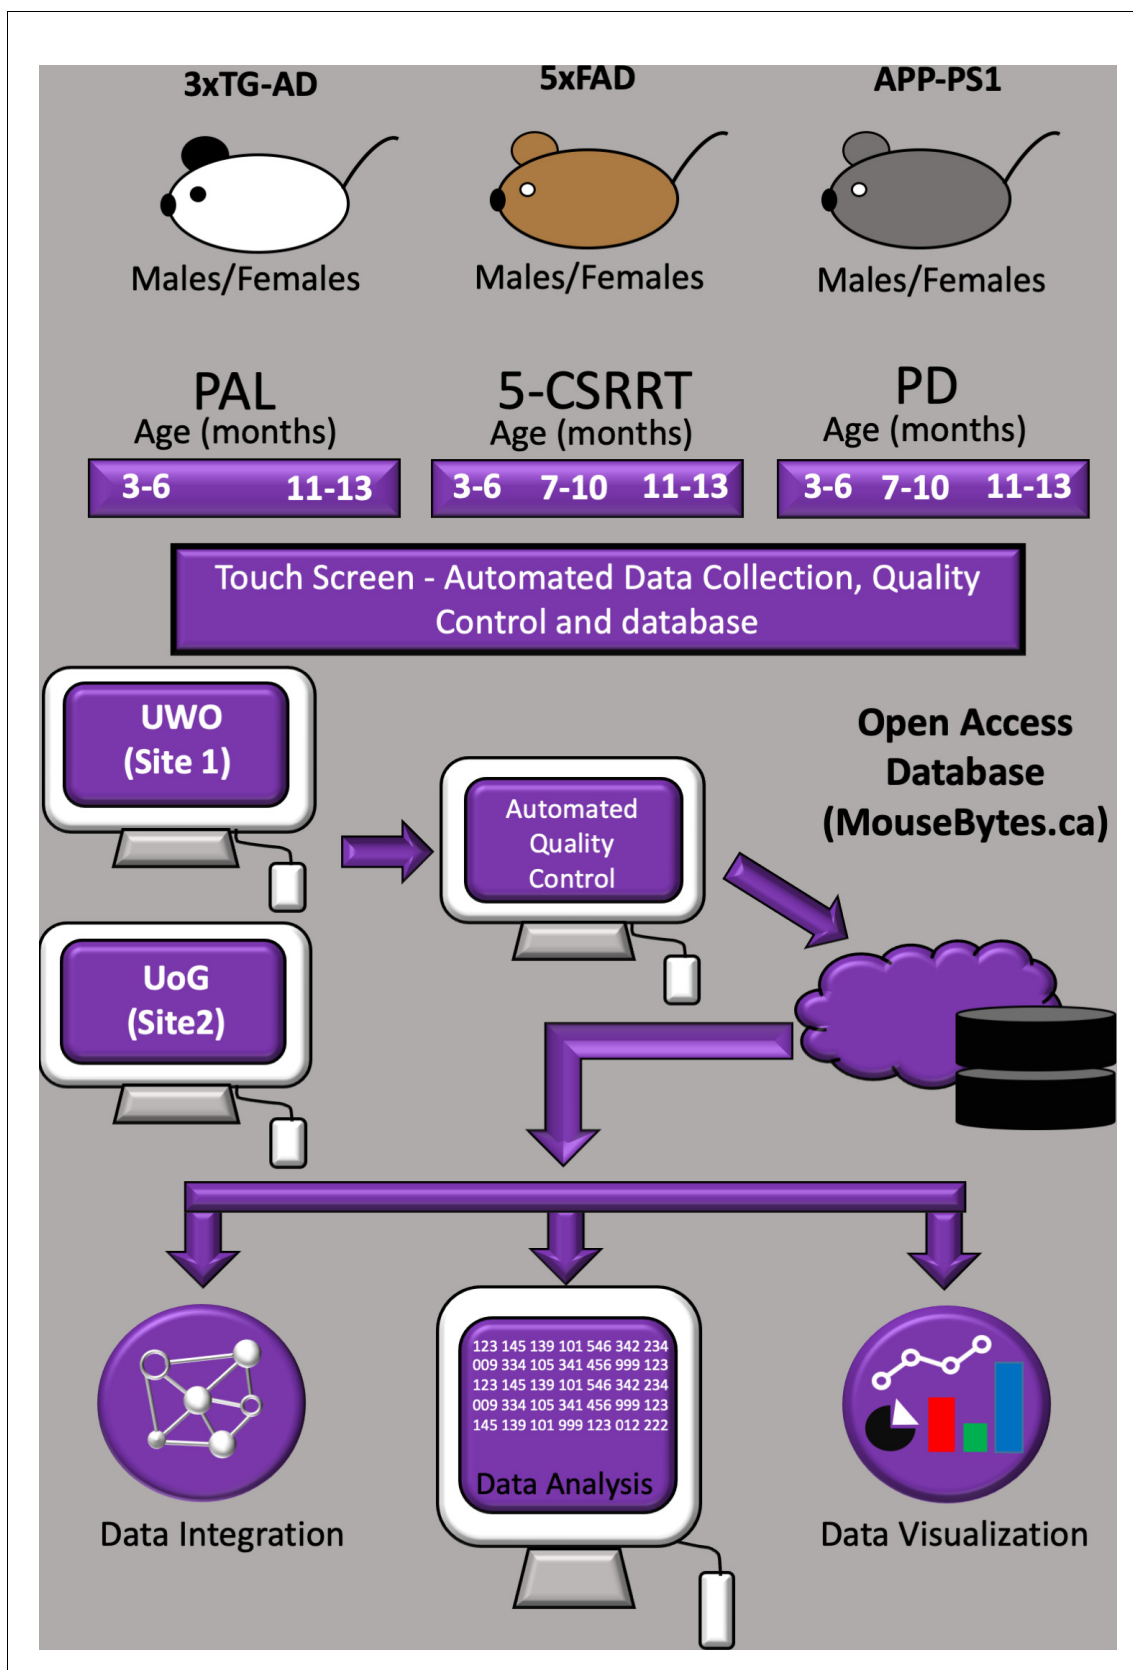 3xTG-AD
5xFAD
APP-PS1
Males/Females
Males/Females
Males/Females
PAL
Age (months)
3-6 11-13
5-CSRRT
Age (months)
3-6 7-10 11-13
PD
Age (months)
3-6 7-10 11-13
Touch Screen - Automated Data Collection, Quality
Control and database
UWO
(Site 1)
Automated
Quality
Control
Open Access
Database
(MouseBytes.ca)
UoG
(Site2)
123 145 139 101 546 342 234
009 334 105 341 456 999 123
123 145 139 101 546 342 234
009 334 105 341 456 999 123
145 139 101 999 123 012 222
Data Analysis
Data Integration
Data Visualization